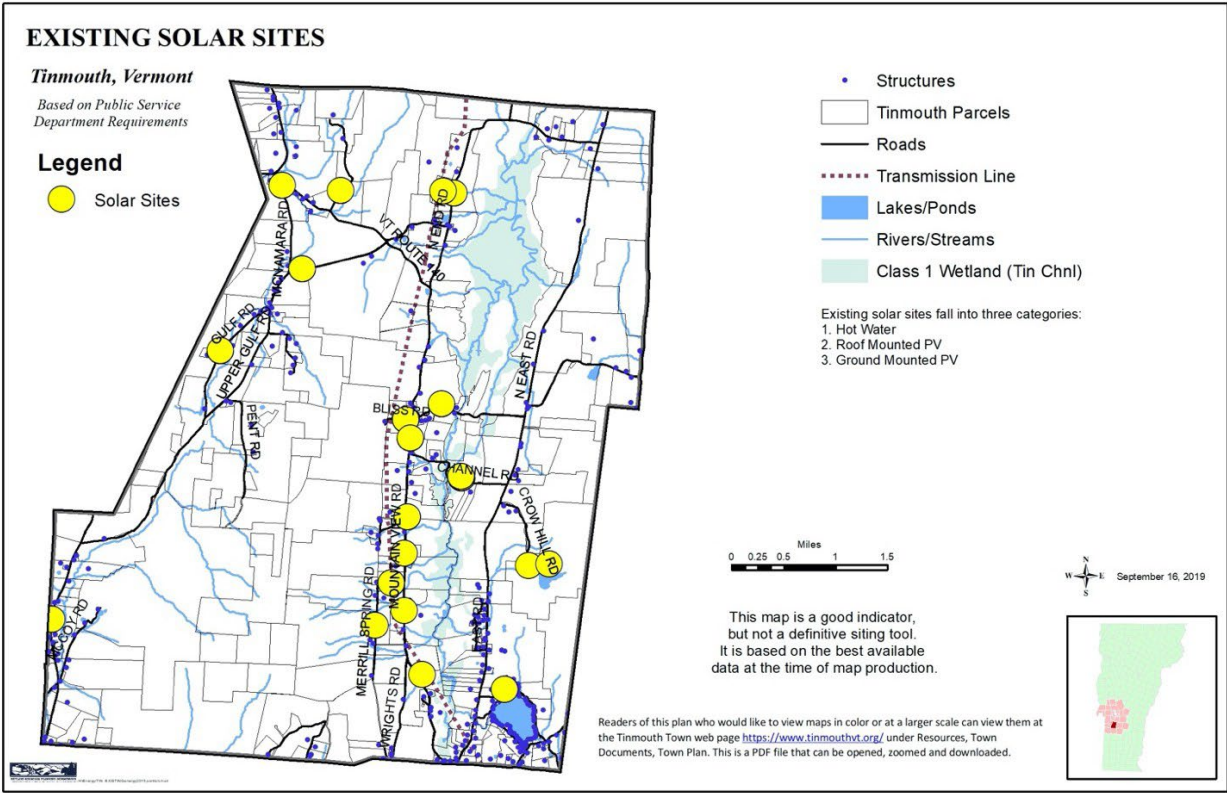 EXISTING SOLAR SITES
Tinmouth, Vermont
Based on Public Service
Department Requirements
Legend
Solar Sites
Structures
Tinmouth Parcels
Roads
Transmission Line
Lakes/Ponds
Rivers/Streams
Class 1 Wetland (Tin Chnl)
Existing solar sites fall into three categories:
1. Hot Water
2. Roof Mounted PV
3. Ground Mounted PV
MCNAMARA RD
N END RD
VT ROUTE 140
GULF RD
UPPER GULF RD
N EAST RD
BLISS RD
PENT RD
CHANNEL RD
CROW HILL RD
MOUNTAIN VIEW RD
MERRILL SPRING RD
EAST RD
MCCOY RD
WRIGHTS RD
Miles
0 0.25 0.5 1 1.5
N
W E
S
September 16, 2019
This map is a good indicator,
but not a definitive siting tool.
It is based on the best available
data at the time of map production.
Readers of this plan who would like to view maps in color or at a larger scale can view them at
the Tinmouth Town web page https://www.tinmouthvt.org/ under Resources, Town
Documents, Town Plan. This is a PDF file that can be opened, zoomed and downloaded.